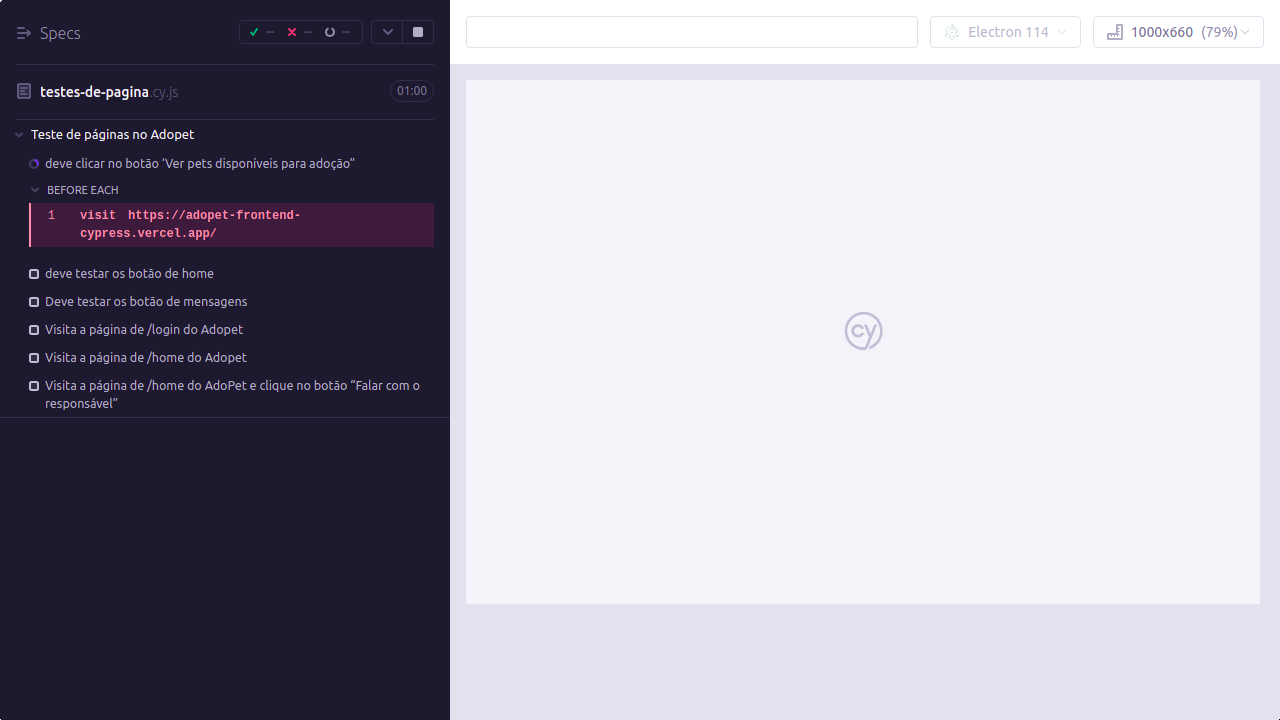 Specs
-- -- --
testes-de-pagina.cy.js 01:00
Teste de páginas no Adopet
deve clicar no botão ‘Ver pets disponíveis para adoção”
BEFORE EACH
1 visit https://adopet-frontend-
cypress.vercel.app/
deve testar os botão de home
Deve testar os botão de mensagens
Visita a página de /login do Adopet
Visita a página de /home do Adopet
Visita a página de /home do AdoPet e clique no botão “Falar com o
responsável”
Electron 114
1000x660 (79%)
cy